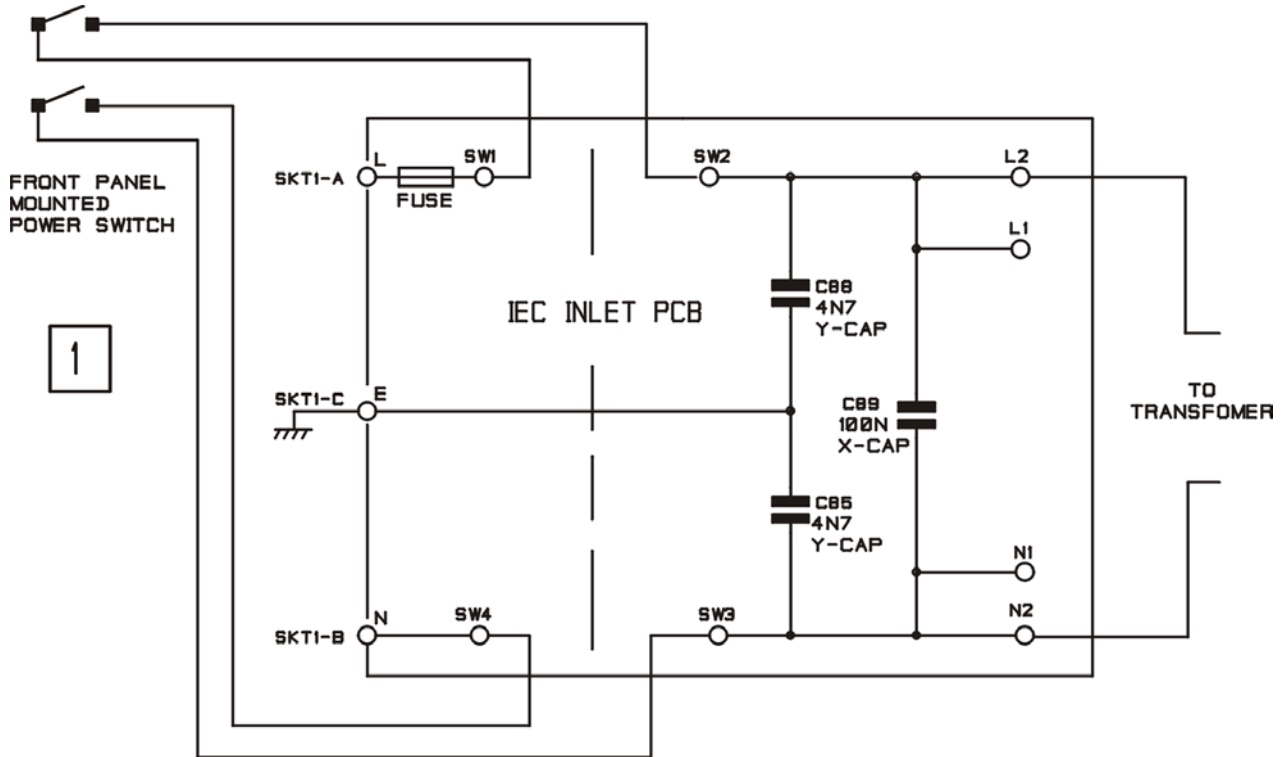 FRONT PANEL
MOUNTED
POWER SWITCH
1
SKT1-A
L
FUSE
SW1
SW2
L2
L1
IEC INLET PCB
C88
4N7
Y-CAP
SKT1-C
E
C89
100N
X-CAP
TO
TRANSFOMER
C85
4N7
Y-CAP
N1
SKT1-B
N
SW4
SW3
N2